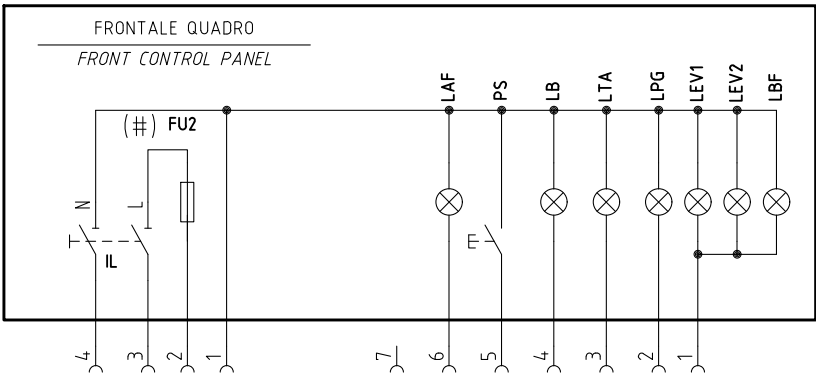 FRONTALE QUADRO
FRONT CONTROL PANEL
LAF PS LB LTA LPG LEV1 LEV2 LBF
(#) FU2
N L
IL
4 3 2 1 7 6 5 4 3 2 1